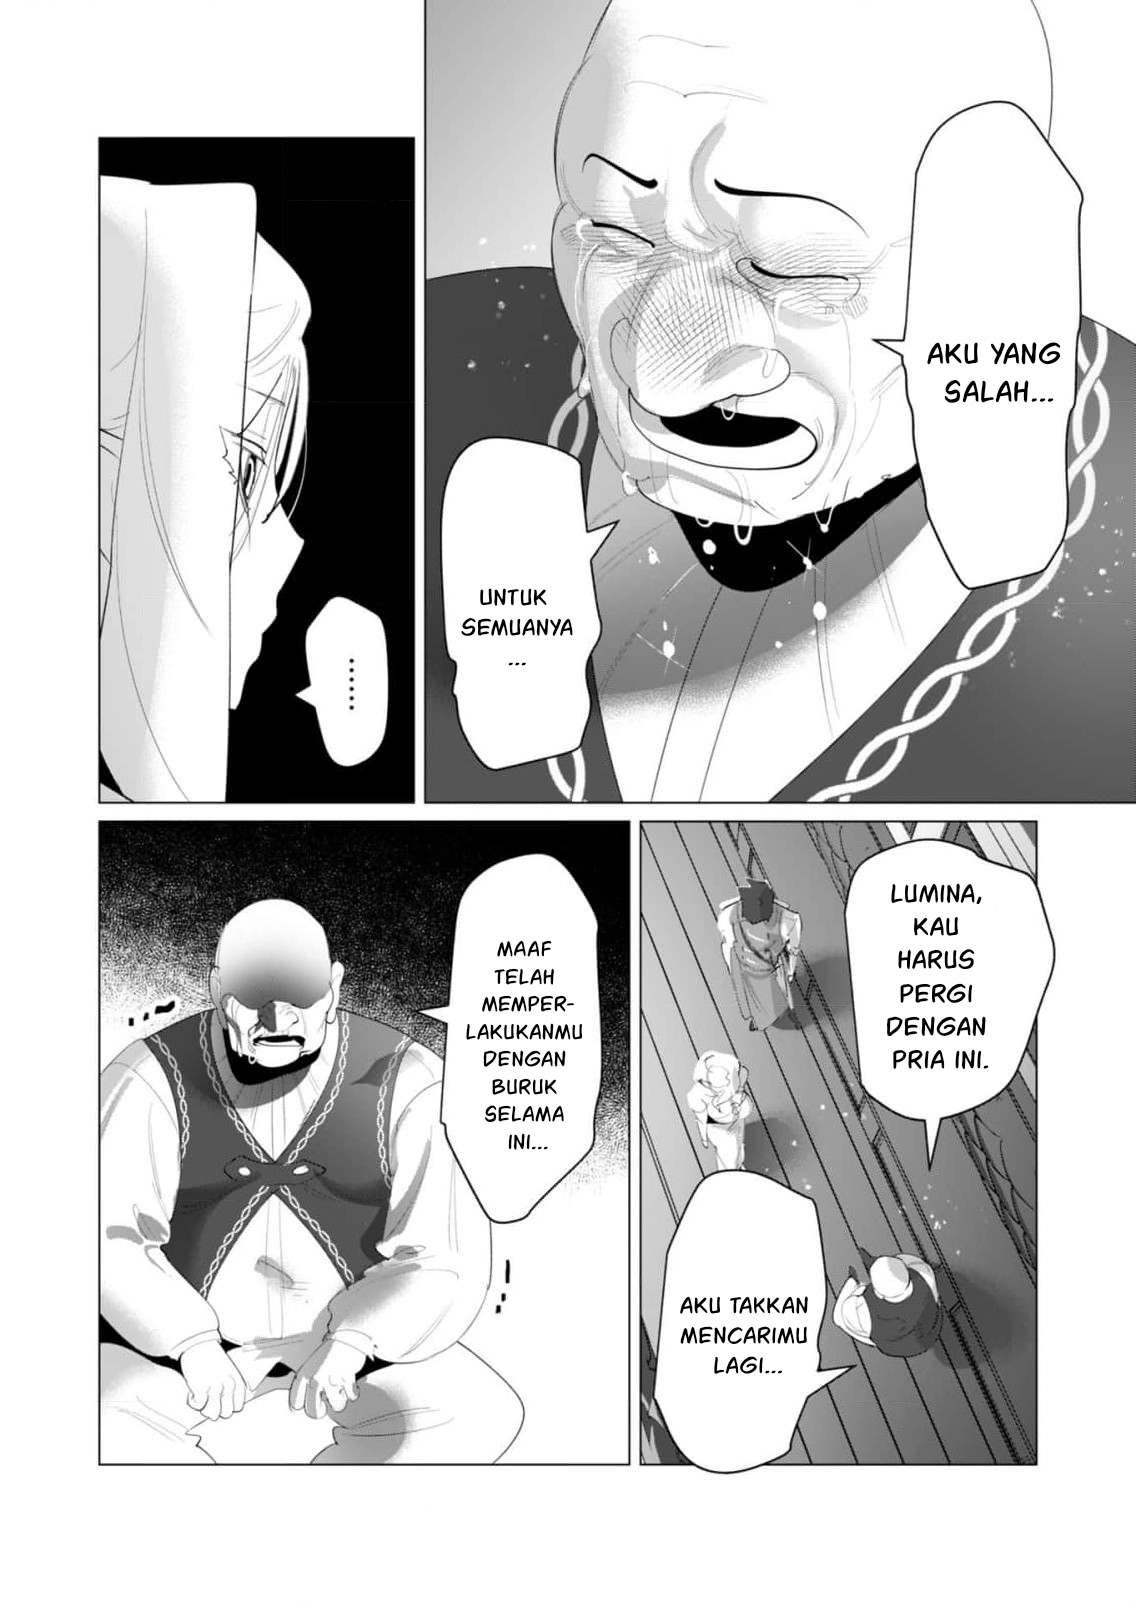 AKU YANG
SALAH...
UNTUK
SEMUANYA
...
......
LUMINA,
KAU
HARUS
PERGI
DENGAN
PRIA INI.
AKU TAKKAN
MENCARIMU
LAGI...
MAAF
TELAH
MEMPER-
LAKUKANMU
DENGAN
BURUK
SELAMA
INI...